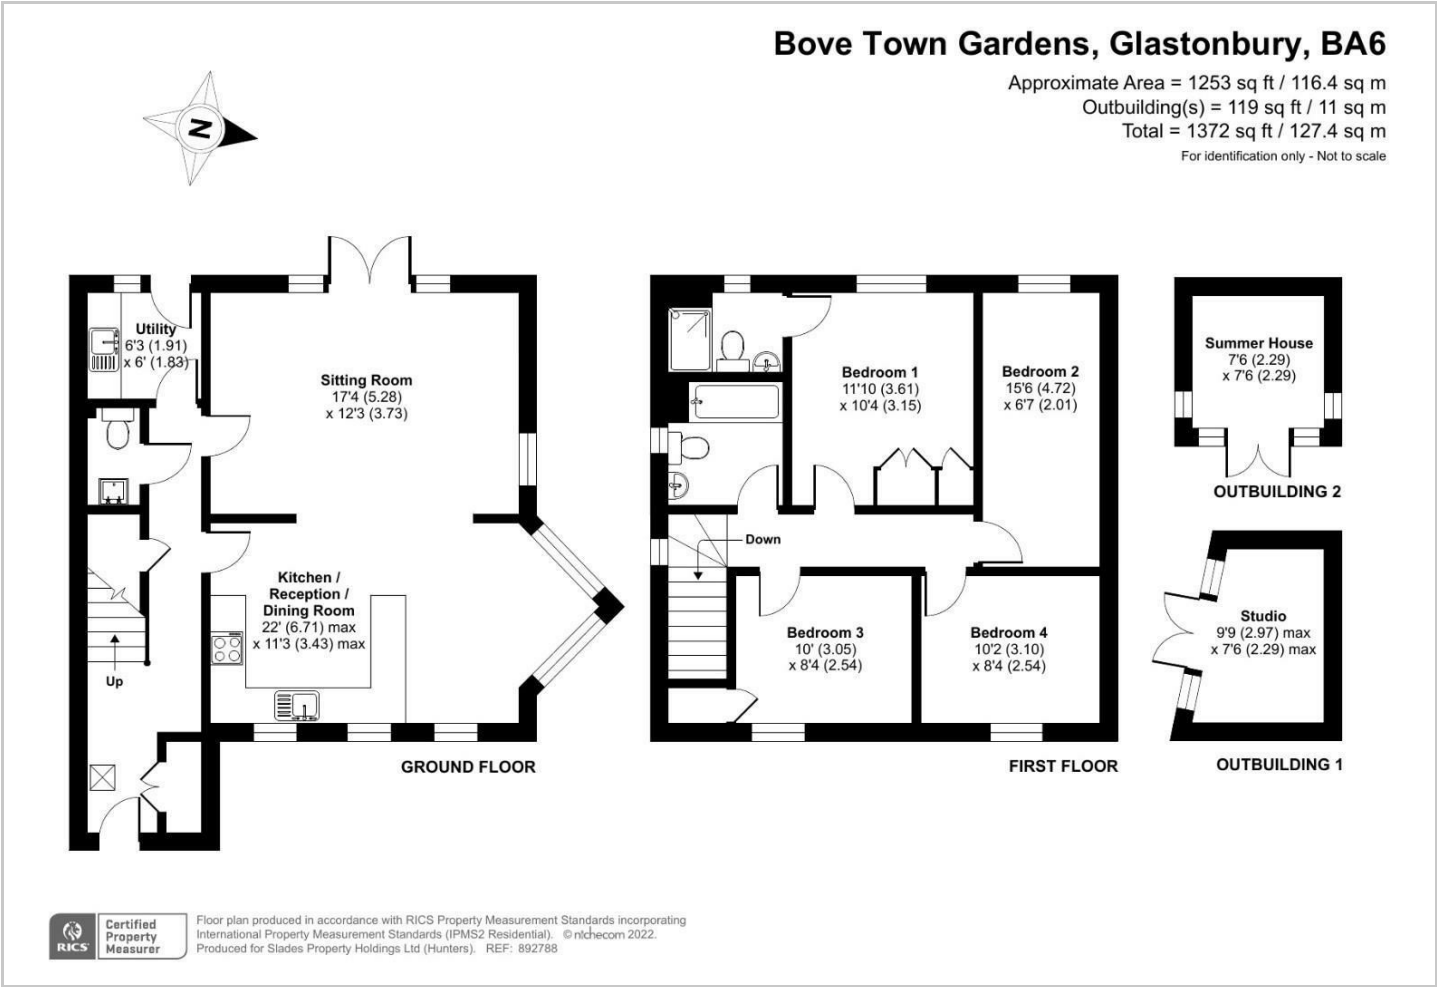 Bove Town Gardens, Glastonbury, BA6
Approximate Area = 1253 sq ft / 116.4 sq m
Outbuilding(s) = 119 sq ft / 11 sq m
Total = 1372 sq ft / 127.4 sq m
For identification only - Not to scale
N
Utility
6'3 (1.91)
x 6' (1.83)
Sitting Room
17'4 (5.28)
x 12'3 (3.73)
Kitchen /
Reception /
Dining Room
22' (6.71) max
x 11'3 (3.43) max
Up
GROUND FLOOR
Bedroom 1
11'10 (3.61)
x 10'4 (3.15)
Bedroom 2
15'6 (4.72)
x 6'7 (2.01)
Down
Bedroom 3
10' (3.05)
x 8'4 (2.54)
Bedroom 4
10'2 (3.10)
x 8'4 (2.54)
FIRST FLOOR
Summer House
7'6 (2.29)
x 7'6 (2.29)
OUTBUILDING 2
Studio
9'9 (2.97) max
x 7'6 (2.29) max
OUTBUILDING 1
RICS
Certified
Property
Measurer
Floor plan produced in accordance with RICS Property Measurement Standards incorporating
International Property Measurement Standards (IPMS2 Residential). © nichecom 2022.
Produced for Slades Property Holdings Ltd (Hunters). REF: 892788